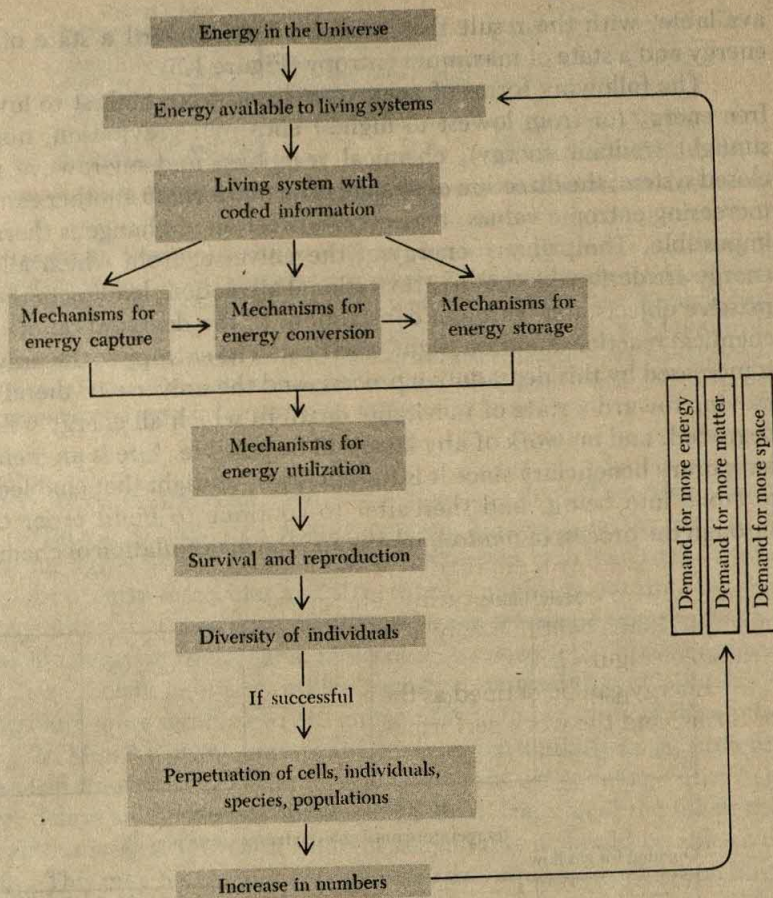 Energy in the Universe
Energy available to living systems
Living system with
coded information
Mechanisms for
energy capture
Mechanisms for
energy conversion
Mechanisms for
energy storage
Mechanisms for
energy utilization
Survival and reproduction
Diversity of individuals
If successful
Perpetuation of cells, individuals,
species, populations
Increase in numbers
Demand for more energy
Demand for more matter
Demand for more space